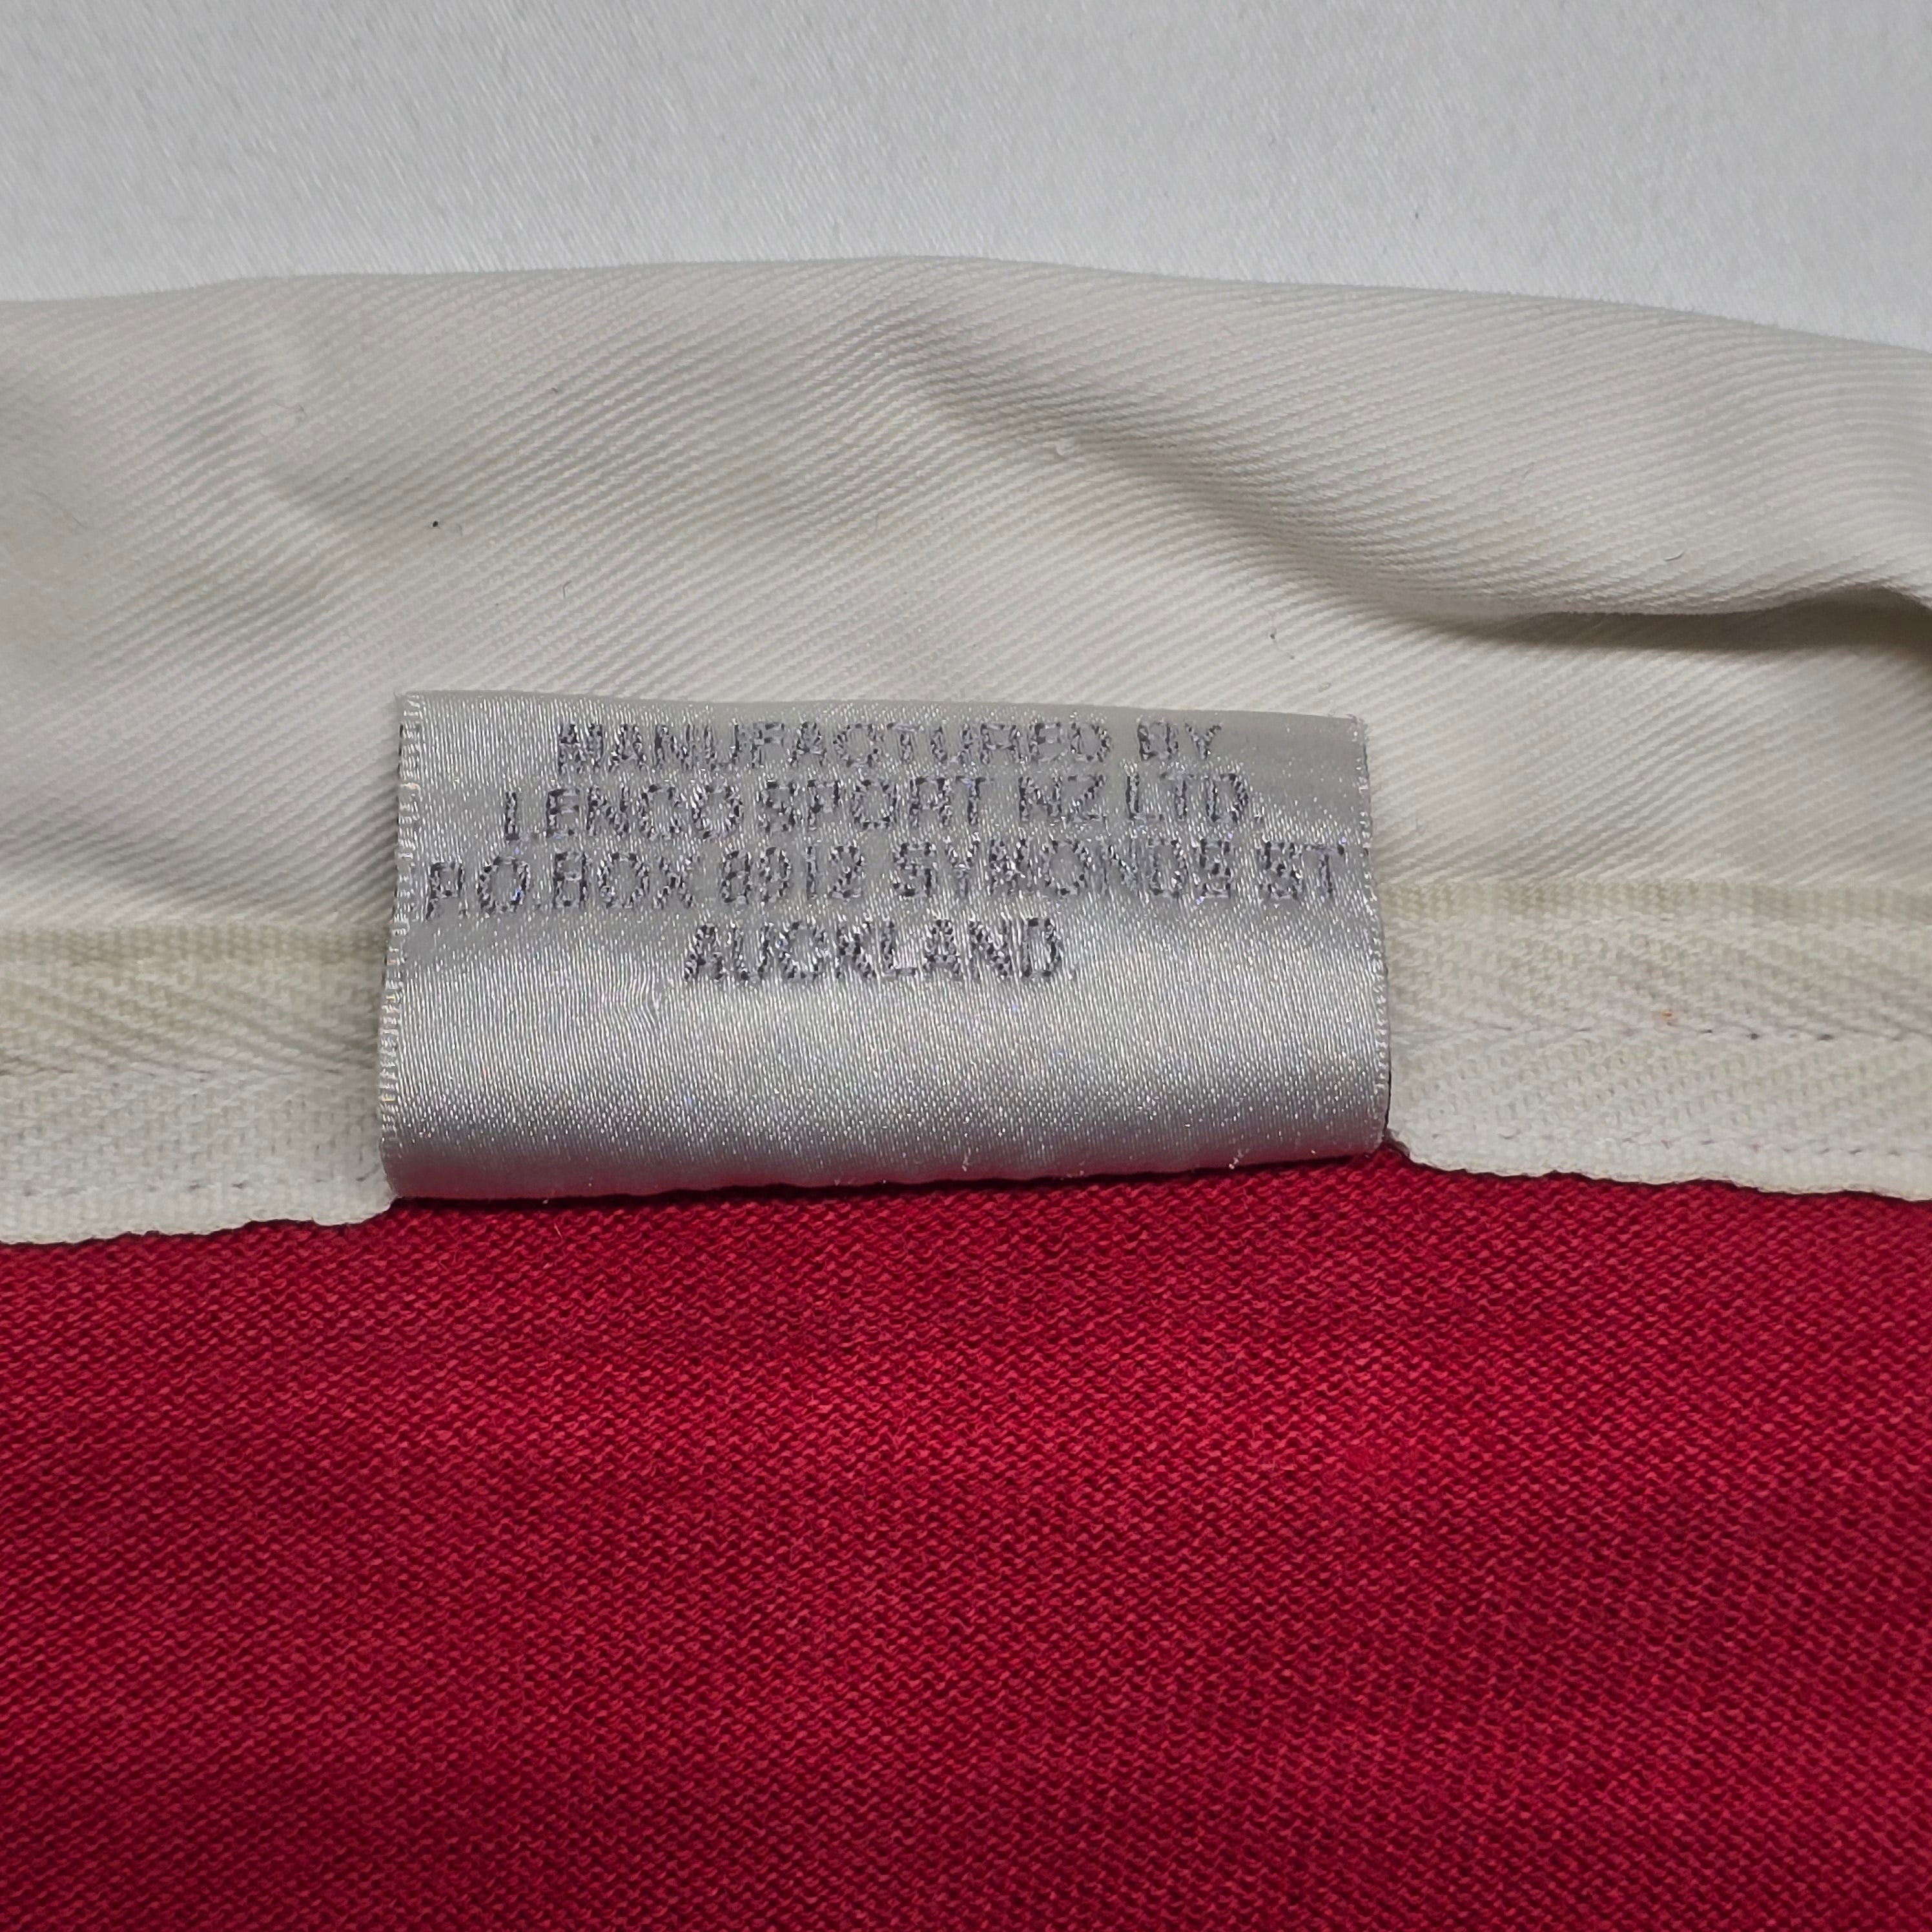 MANUFACTURED BY
LENCO SPORT NZ LTD.
P.O. BOX 8912 SYMONDS ST
AUCKLAND.